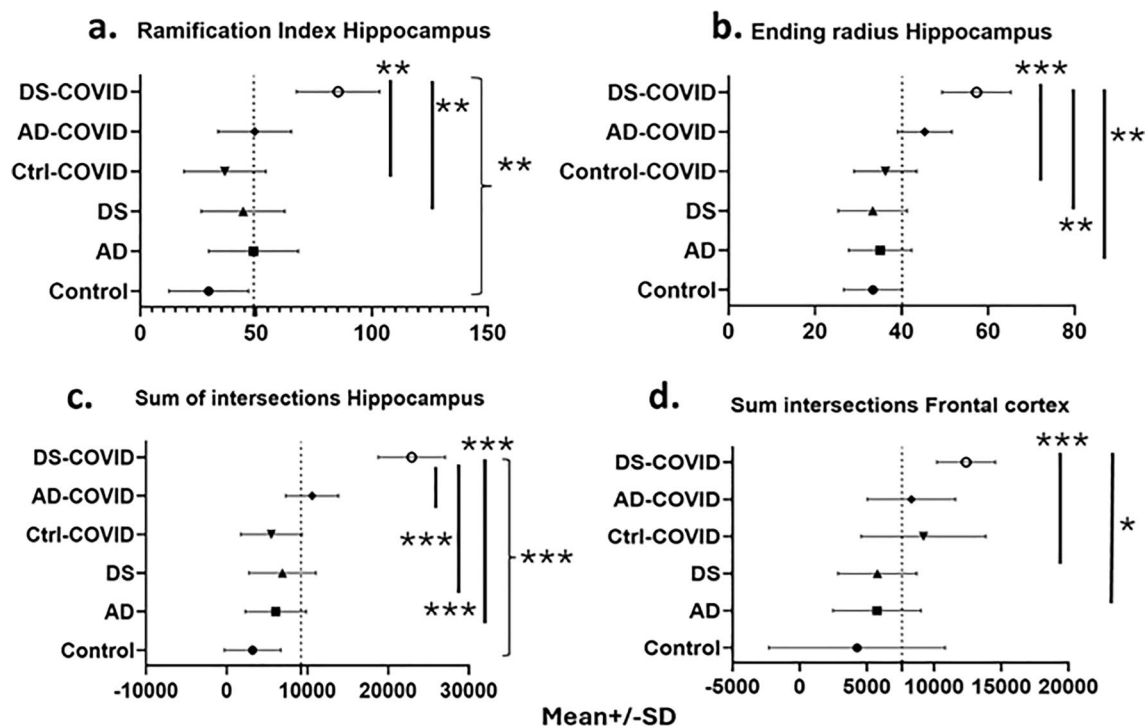 a. Ramification Index Hippocampus
DS-COVID
AD-COVID
Ctrl-COVID
DS
AD
Control
**
**
**
0 50 100 150
b. Ending radius Hippocampus
DS-COVID
AD-COVID
Control-COVID
DS
AD
Control
***
**
**
0 20 40 60 80
c. Sum of intersections Hippocampus
DS-COVID
AD-COVID
Ctrl-COVID
DS
AD
Control
***
***
***
***
-10000 0 10000 20000 30000
d. Sum intersections Frontal cortex
DS-COVID
AD-COVID
Ctrl-COVID
DS
AD
Control
***
*
-5000 0 5000 10000 15000 20000
Mean+/-SD